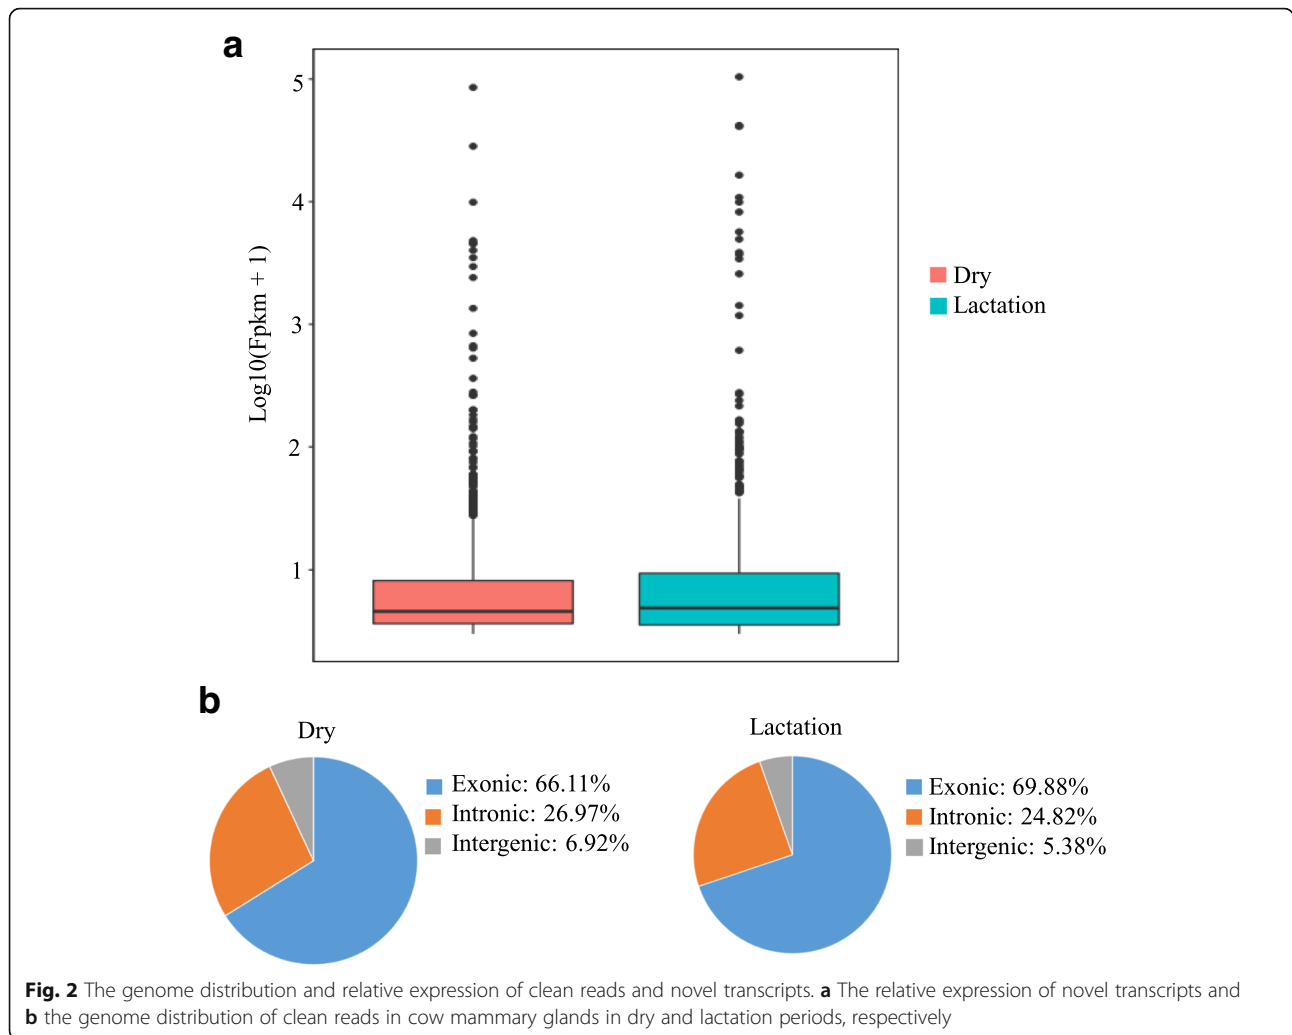 a
5
4
3
2
1
Log10(Fpkm + 1)
Dry
Lactation
b
Dry
Exonic: 66.11%
Intronic: 26.97%
Intergenic: 6.92%
Lactation
Exonic: 69.88%
Intronic: 24.82%
Intergenic: 5.38%
Fig. 2 The genome distribution and relative expression of clean reads and novel transcripts. a The relative expression of novel transcripts and
b the genome distribution of clean reads in cow mammary glands in dry and lactation periods, respectively